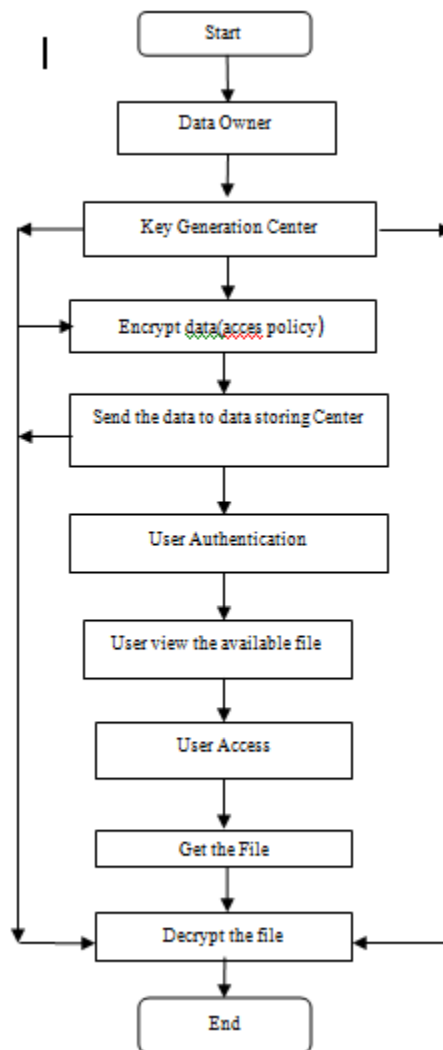 Start
Data Owner
Key Generation Center
Encrypt data(acces policy)
Send the data to data storing Center
User Authentication
User view the available file
User Access
Get the File
Decrypt the file
End